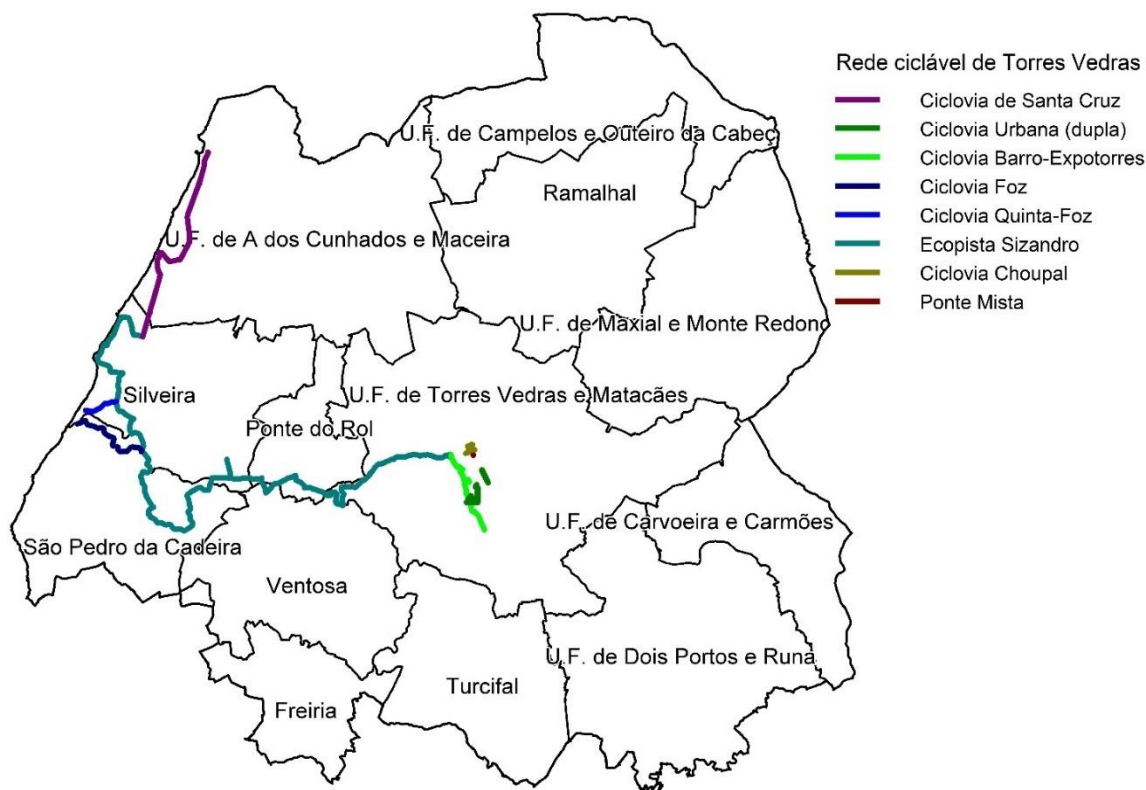 Rede ciclável de Torres Vedras
Ciclovia de Santa Cruz
Ciclovia Urbana (dupla)
Ciclovia Barro-Expotorres
Ciclovia Foz
Ciclovia Quinta-Foz
Ecopista Sizandro
Ciclovia Choupal
Ponte Mista
U.F. de Campelos e Outeiro da Cabeç
Ramalhal
U.F. de A dos Cunhados e Maceira
U.F. de Maxial e Monte Redond
Silveira
U.F. de Torres Vedras e Matacães
Ponte do Rol
U.F. de Carvoeira e Carmões
São Pedro da Cadeira
Ventosa
U.F. de Dois Portos e Runa
Turcifal
Freiria